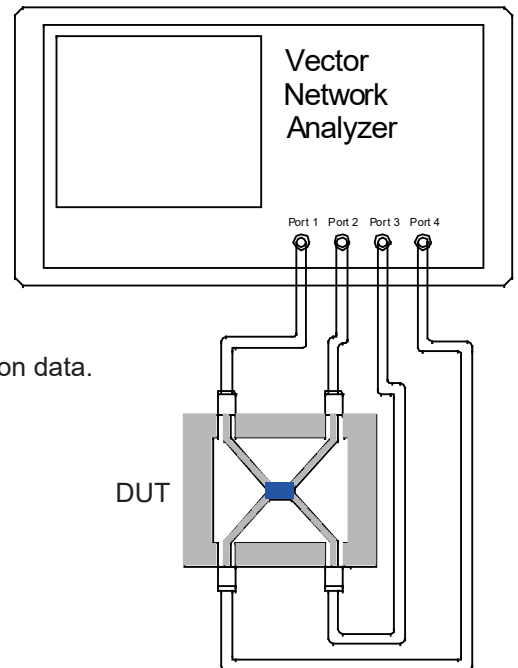 Vector
Network
Analyzer
Port 1 Port 2 Port 3 Port 4
on data.
DUT